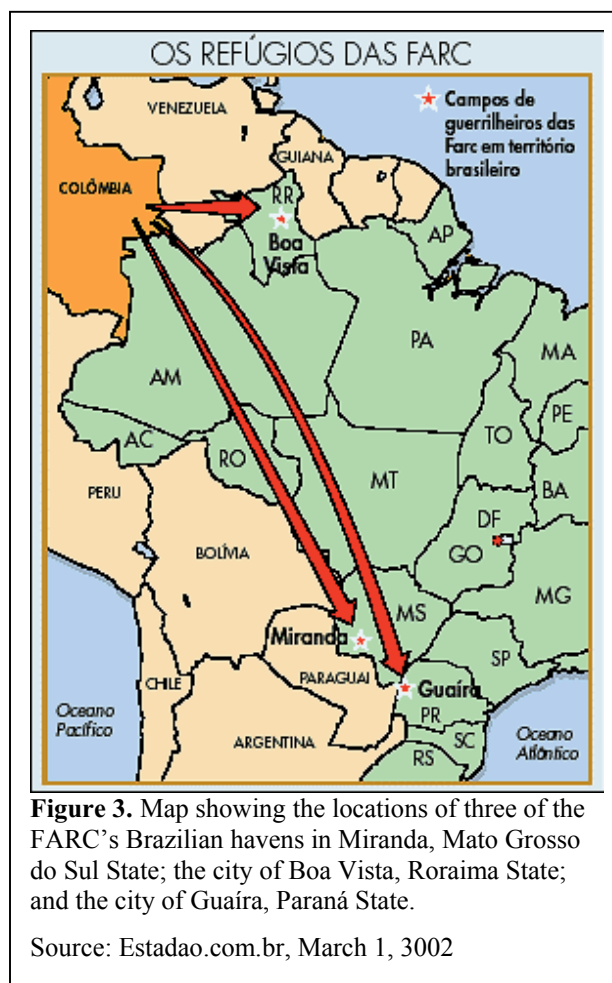 OS REFÚGIOS DAS FARC
VENEZUELA
Campos de
guerrilheiros das
Farc em território
brasileiro
GUIANA
COLÔMBIA
RR
Boa
Vista
AP
AM
PA
MA
PE
TO
AC
RO
MT
BA
PERU
DF
GO
BOLÍVIA
MG
MS
Miranda
SP
PARAGUAI
Guaíra
CHILE
PR
Oceano
Pacífico
Oceano
Atlântico
SC
ARGENTINA
RS
Figure 3. Map showing the locations of three of the
FARC’s Brazilian havens in Miranda, Mato Grosso
do Sul State; the city of Boa Vista, Roraima State;
and the city of Guaíra, Paraná State.
Source: Estadao.com.br, March 1, 3002